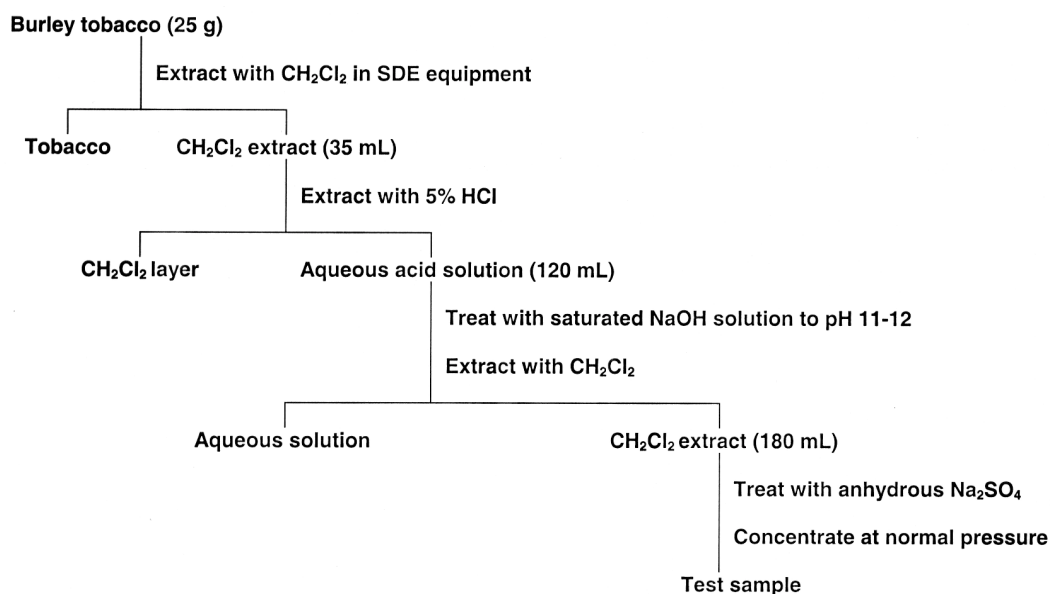 Burley tobacco (25 g)
Extract with CH₂Cl₂ in SDE equipment
Tobacco
CH₂Cl₂ extract (35 mL)
Extract with 5% HCl
CH₂Cl₂ layer
Aqueous acid solution (120 mL)
Treat with saturated NaOH solution to pH 11-12
Extract with CH₂Cl₂
Aqueous solution
CH₂Cl₂ extract (180 mL)
Treat with anhydrous Na₂SO₄
Concentrate at normal pressure
Test sample